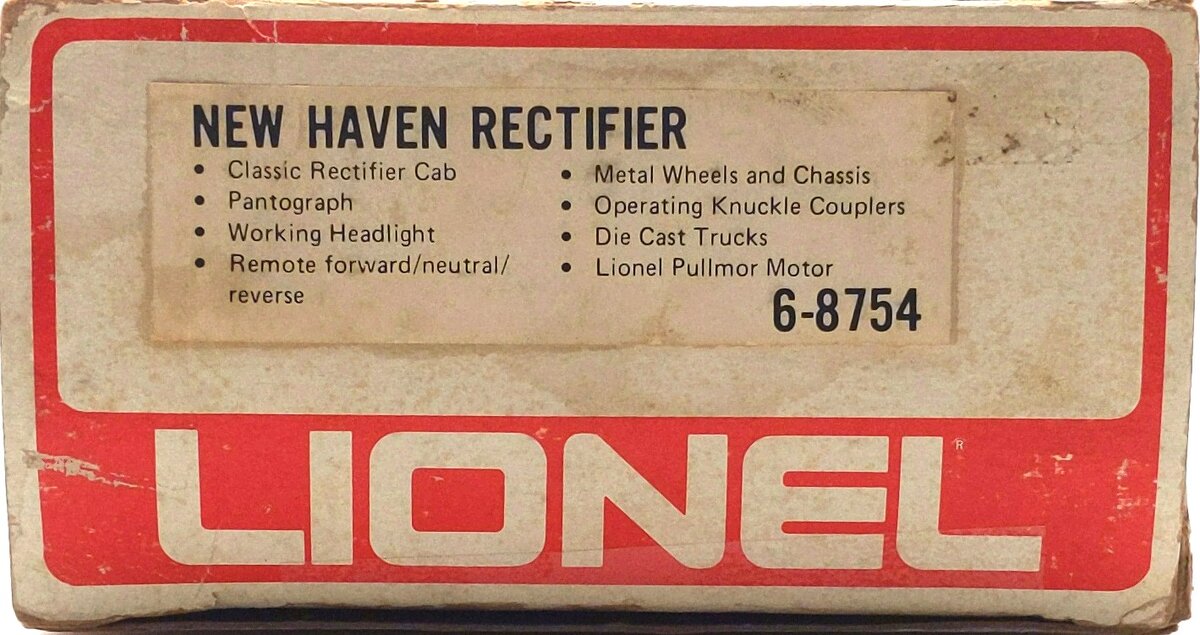 NEW HAVEN RECTIFIER
• Classic Rectifier Cab
• Pantograph
• Working Headlight
• Remote forward/neutral/
reverse
• Metal Wheels and Chassis
• Operating Knuckle Couplers
• Die Cast Trucks
• Lionel Pullmor Motor
6-8754
LIONEL®